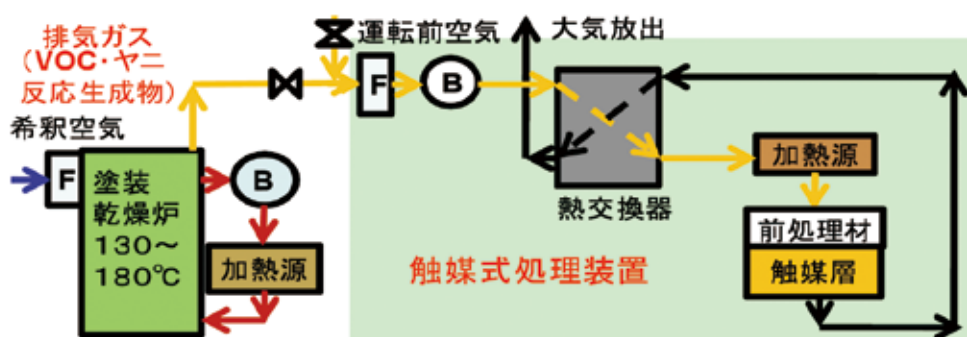 排気ガス
(VOC・ヤニ
反応生成物)
希釈空気
F
塗装
乾燥炉
130～
180℃
B
加熱源
運転前空気
F
B
大気放出
熱交換器
加熱源
前処理材
触媒層
触媒式処理装置